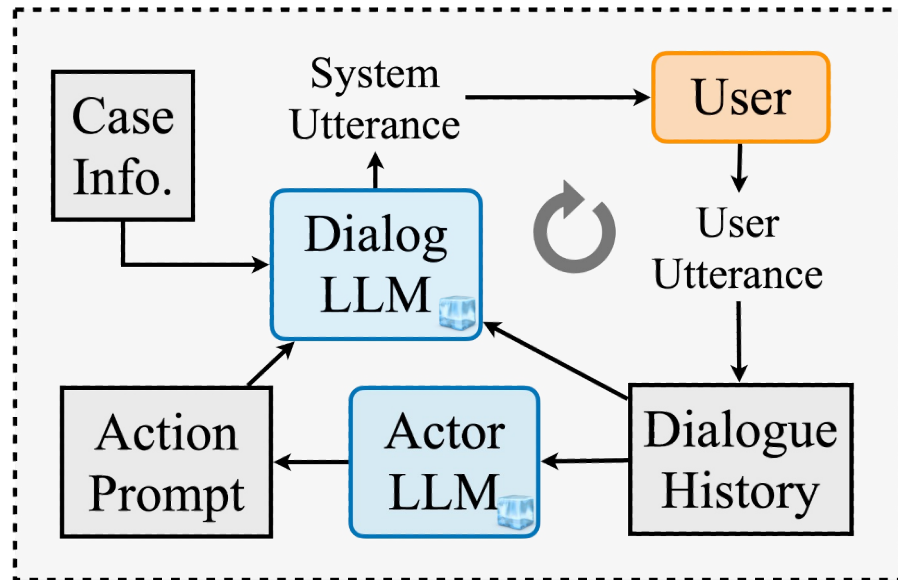 Case
Info.
System
Utterance
User
Dialog
LLM
User
Utterance
Action
Prompt
Actor
LLM
Dialogue
History